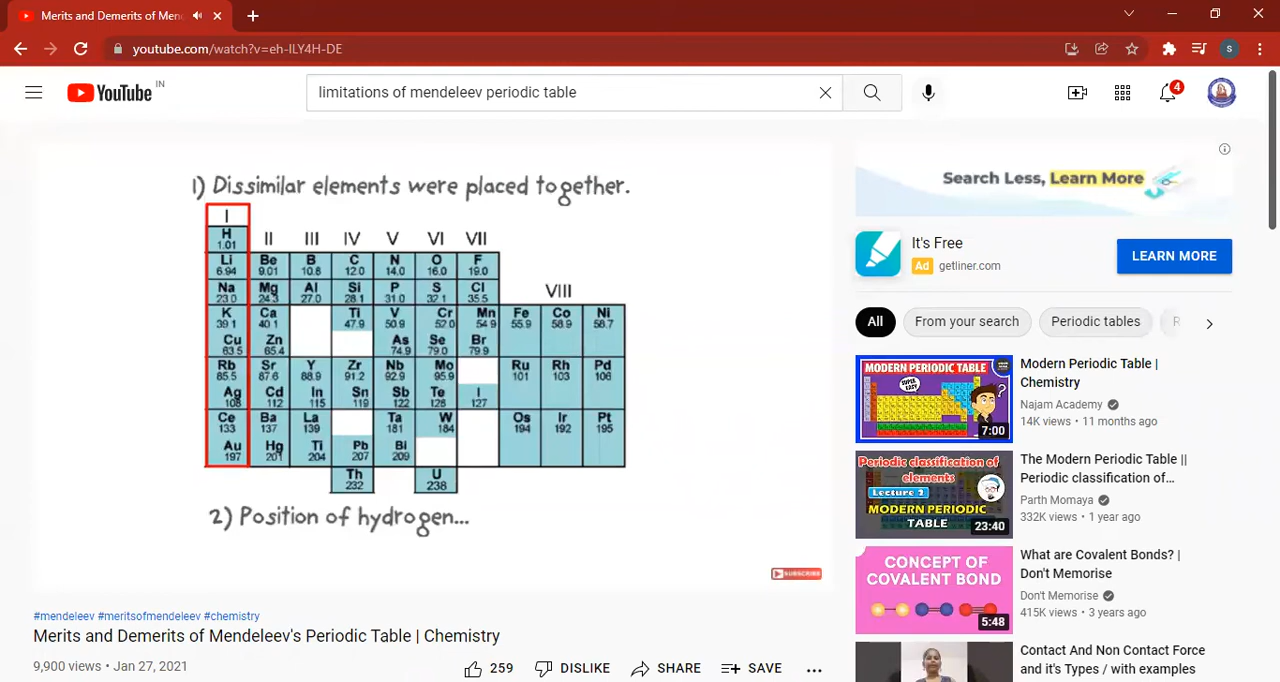 Merits and Demerits of Men
youtube.com/watch?v=eh-ILY4H-DE
S
YouTube IN
limitations of mendeleev periodic table
4
1) Dissimilar elements were placed together.
I
H
1.01
II III IV V VI VII
Li Be B C N O F
6.94 9.01 10.8 12.0 14.0 16.0 19.0
Na Mg Al Si P S Cl
23.0 24.3 27.0 28.1 31.0 32.1 35.5
VIII
K Ca Ti V Cr Mn Fe Co Ni
39.1 40.1 47.9 50.9 52.0 54.9 55.9 58.9 58.7
Cu Zn As Se Br
63.5 65.4 74.9 79.0 79.9
Rb Sr Y Zr Nb Mo Ru Rh Pd
85.5 87.6 88.9 91.2 92.9 95.9 101 103 106
Ag Cd In Sn Sb Te I
108 112 115 119 122 128 127
Ce Ba La Ta W Os Ir Pt
133 137 139 181 184 194 192 195
Au Hg Ti Pb Bi
197 201 204 207 209
Th U
232 238
2) Position of hydrogen...
SUBSCRIBE
#mendeleev #meritsofmendeleev #chemistry
Merits and Demerits of Mendeleev's Periodic Table | Chemistry
9,900 views • Jan 27, 2021
259 DISLIKE SHARE SAVE
Search Less, Learn More
It's Free
Ad getliner.com
LEARN MORE
All From your search Periodic tables R
MODERN PERIODIC TABLE
SUPER EASY
7:00
Modern Periodic Table |
Chemistry
Najam Academy
14K views • 11 months ago
Periodic classification of
elements
Lecture 2
MODERN PERIODIC
TABLE
23:40
The Modern Periodic Table ||
Periodic classification of...
Parth Momaya
332K views • 1 year ago
CONCEPT OF
COVALENT BOND
5:48
What are Covalent Bonds? |
Don't Memorise
Don't Memorise
415K views • 3 years ago
Contact And Non Contact Force
and it's Types / with examples